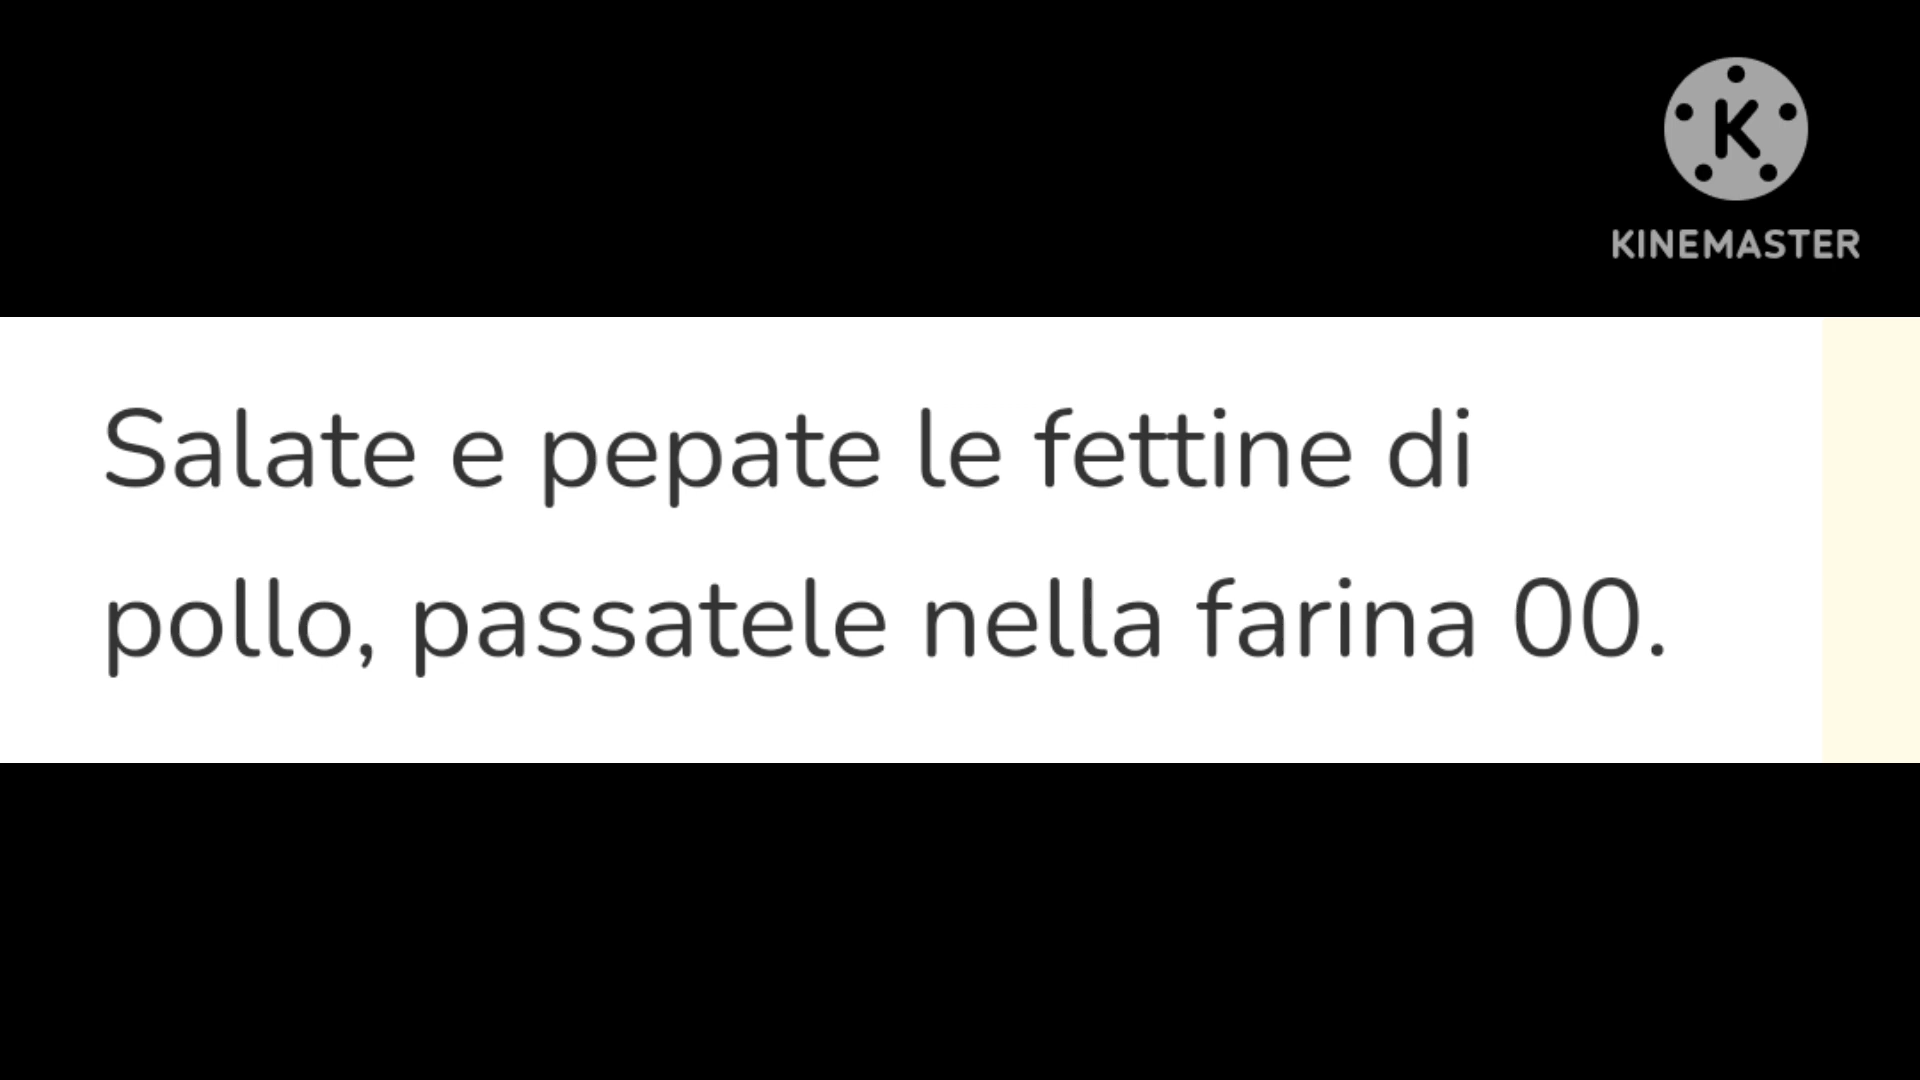 K
KINEMASTER
Salate e pepate le fettine di
pollo, passatele nella farina 00.